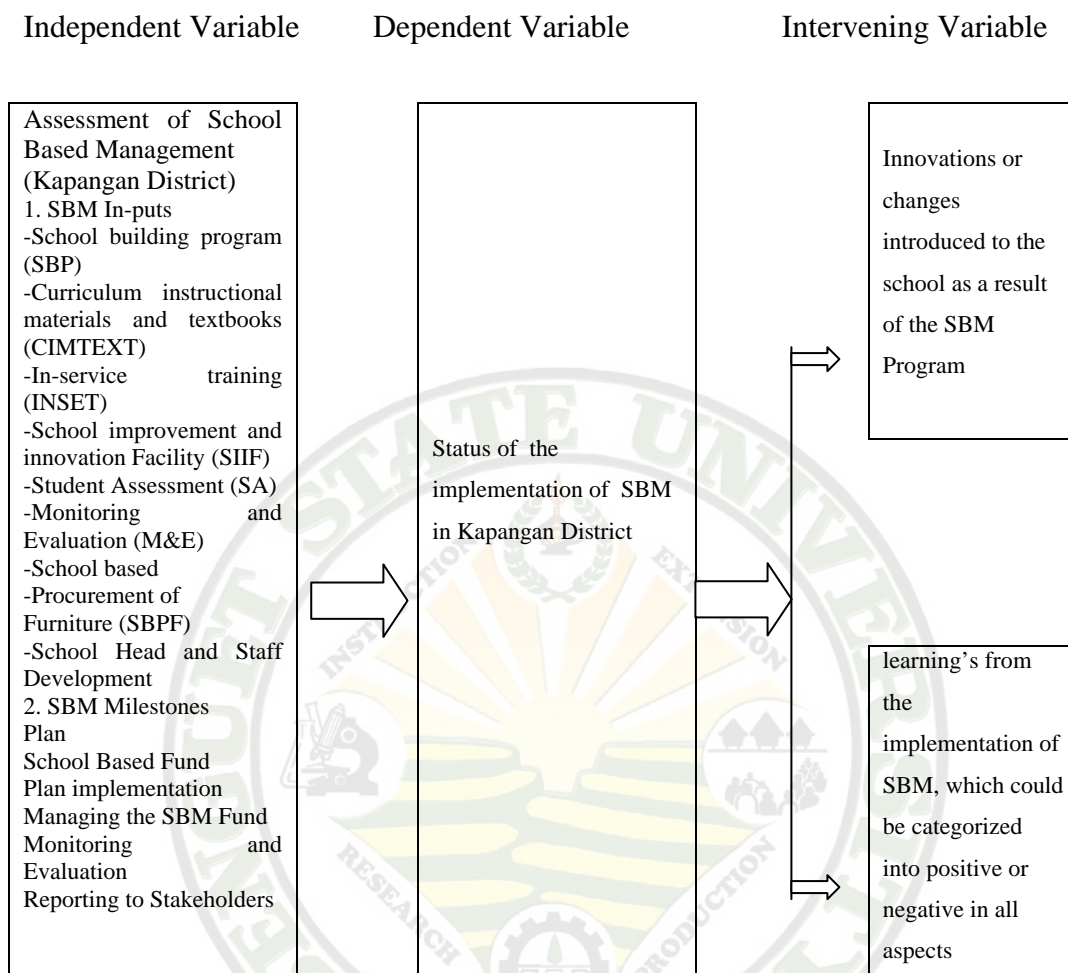 Independent Variable
Dependent Variable
Intervening Variable
Assessment of School
Based Management
(Kapangan District)
1. SBM In-puts
-School building program
(SBP)
-Curriculum instructional
materials and textbooks
(CIMTEXT)
-In-service training
(INSET)
-School improvement and
innovation Facility (SIIF)
-Student Assessment (SA)
-Monitoring and
Evaluation (M&E)
-School based
-Procurement of
Furniture (SBPF)
-School Head and Staff
Development
2. SBM Milestones
Plan
School Based Fund
Plan implementation
Managing the SBM Fund
Monitoring and
Evaluation
Reporting to Stakeholders
Status of the
implementation of SBM
in Kapangan District
Innovations or
changes
introduced to the
school as a result
of the SBM
Program
learning's from
the
implementation of
SBM, which could
be categorized
into positive or
negative in all
aspects
STATE UNIVERSIT
RESEARCH
PRODUCTION